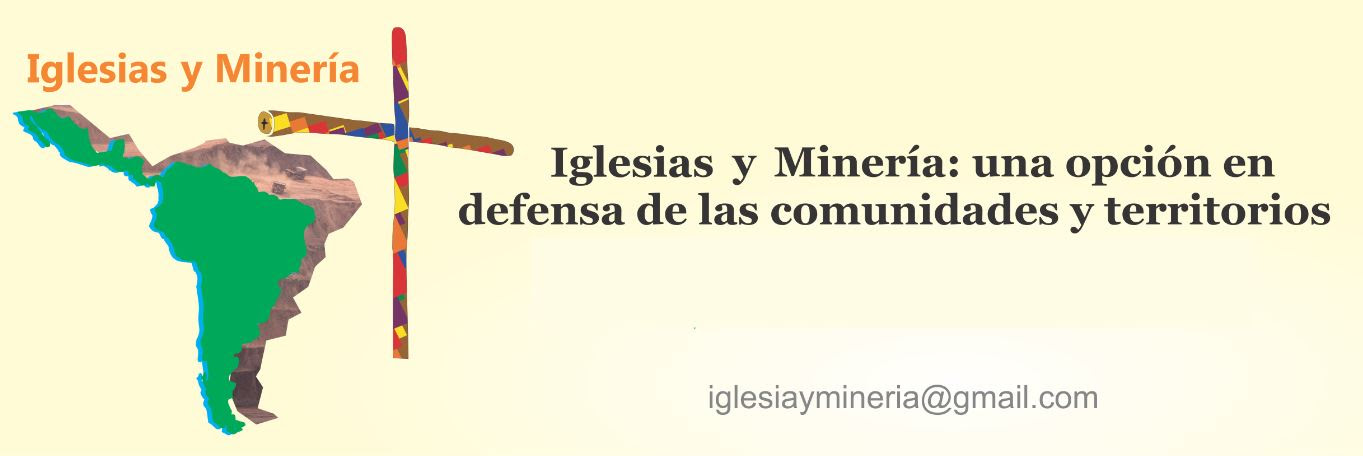 Iglesias y Minería
Iglesias y Minería: una opción en
defensa de las comunidades y territorios
iglesiaymineria@gmail.com